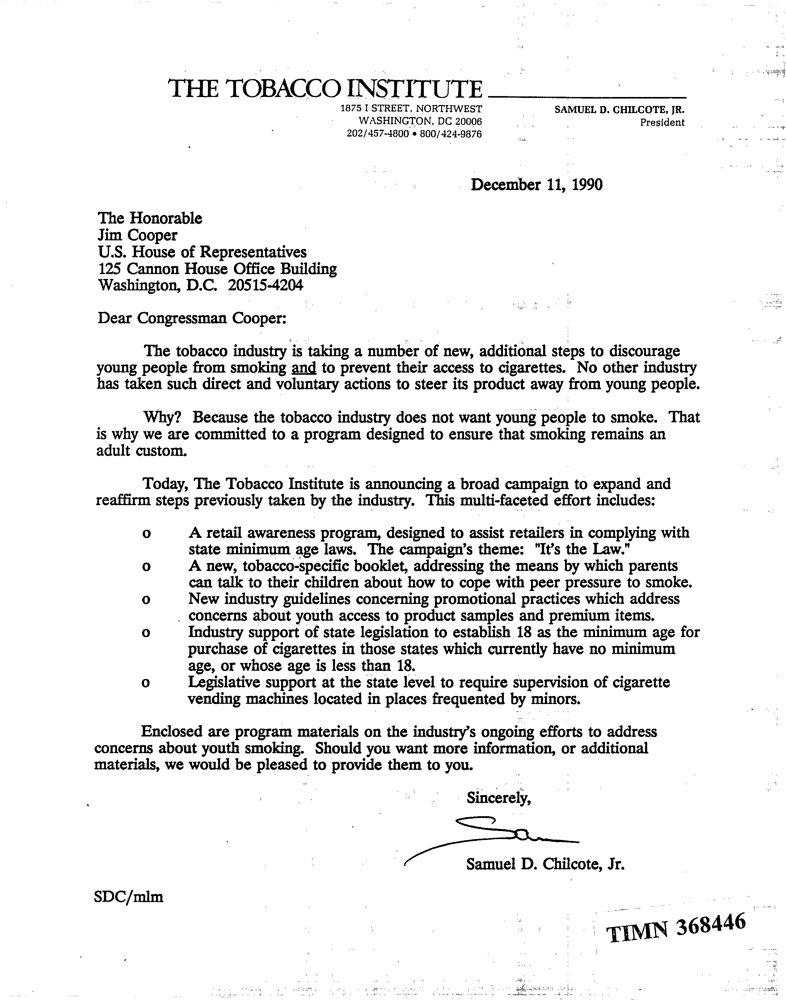 THE TOBACCO INSTITUTE
1875 I STREET, NORTHWEST
WASHINGTON, DC 20006
202/457-4800 • 800/424-9876
SAMUEL D. CHILCOTE, JR.
President
December 11, 1990
The Honorable
Jim Cooper
U.S. House of Representatives
125 Cannon House Office Building
Washington, D.C. 20515-4204
Dear Congressman Cooper:
The tobacco industry is taking a number of new, additional steps to discourage
young people from smoking and to prevent their access to cigarettes. No other industry
has taken such direct and voluntary actions to steer its product away from young people.
Why? Because the tobacco industry does not want young people to smoke. That
is why we are committed to a program designed to ensure that smoking remains an
adult custom.
Today, The Tobacco Institute is announcing a broad campaign to expand and
reaffirm steps previously taken by the industry. This multi-faceted effort includes:
o A retail awareness program, designed to assist retailers in complying with
state minimum age laws. The campaign's theme: "It's the Law."
o A new, tobacco-specific booklet, addressing the means by which parents
can talk to their children about how to cope with peer pressure to smoke.
o New industry guidelines concerning promotional practices which address
concerns about youth access to product samples and premium items.
o Industry support of state legislation to establish 18 as the minimum age for
purchase of cigarettes in those states which currently have no minimum
age, or whose age is less than 18.
o Legislative support at the state level to require supervision of cigarette
vending machines located in places frequented by minors.
Enclosed are program materials on the industry's ongoing efforts to address
concerns about youth smoking. Should you want more information, or additional
materials, we would be pleased to provide them to you.
Sincerely,
Sam
Samuel D. Chilcote, Jr.
SDC/mlm
TIMN 368446